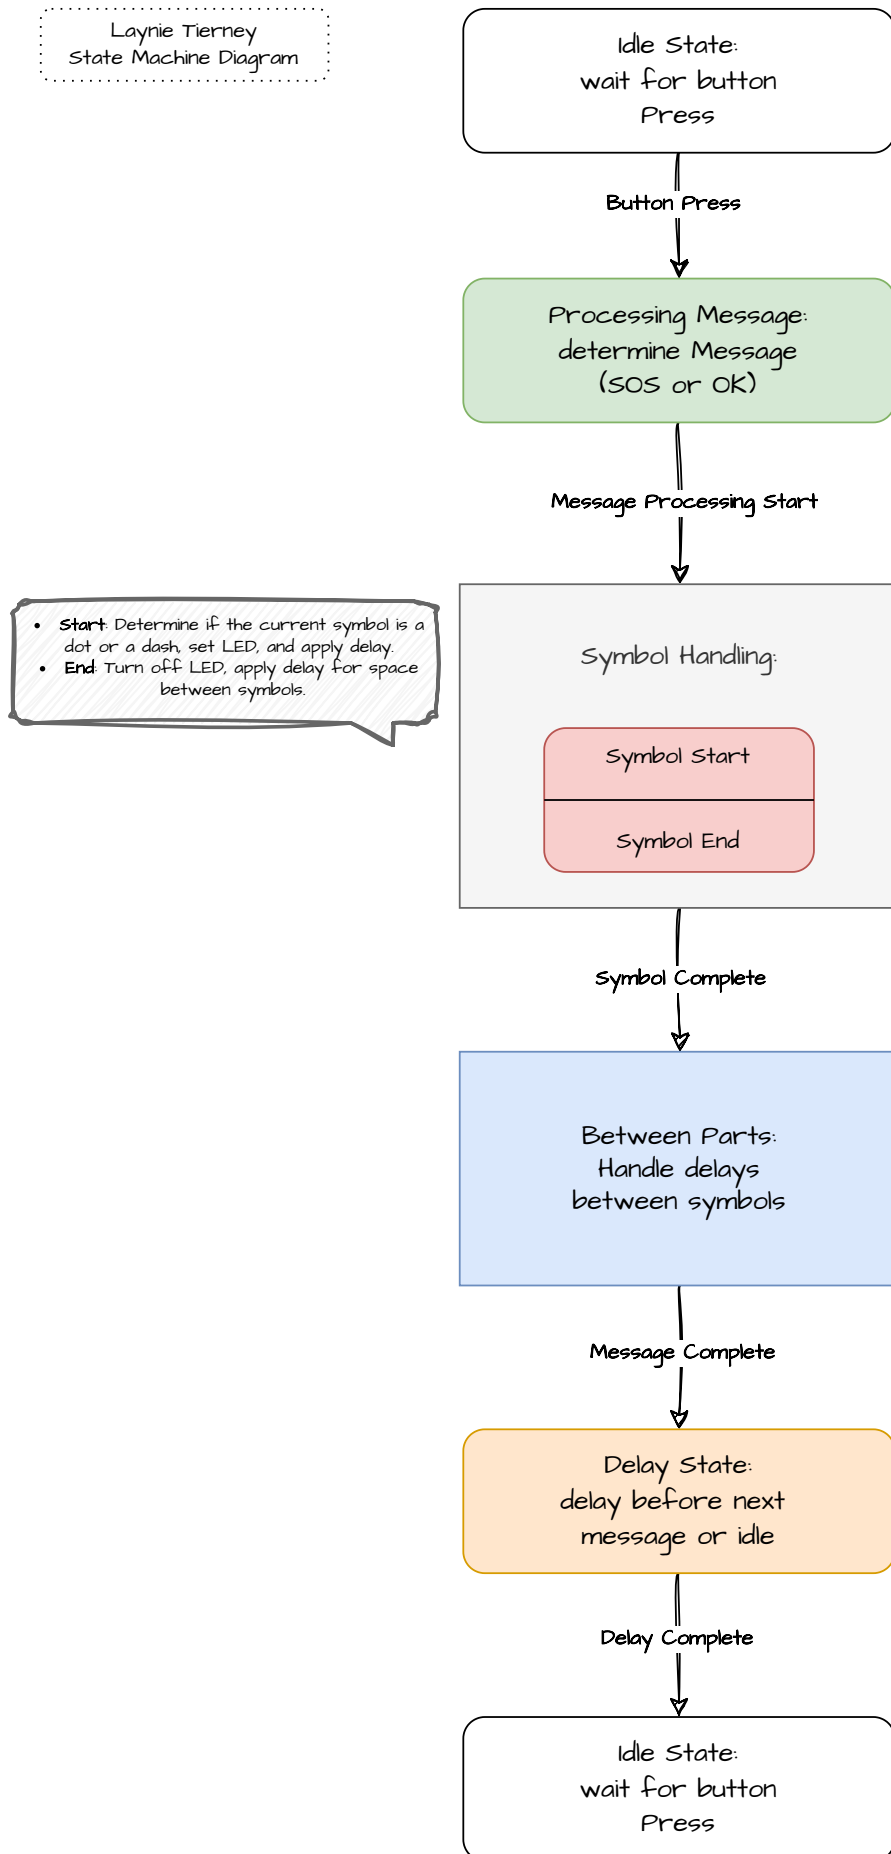 Laynie Tierney
State Machine Diagram
Idle State:
wait for button
Press
Button Press
Processing Message:
determine Message
(SOS or OK)
Message Processing Start
• Start: Determine if the current symbol is a
dot or a dash, set LED, and apply delay.
• End: Turn off LED, apply delay for space
between symbols.
Symbol Handling:
Symbol Start
Symbol End
Symbol Complete
Between Parts:
Handle delays
between symbols
Message Complete
Delay State:
delay before next
message or idle
Delay Complete
Idle State:
wait for button
Press